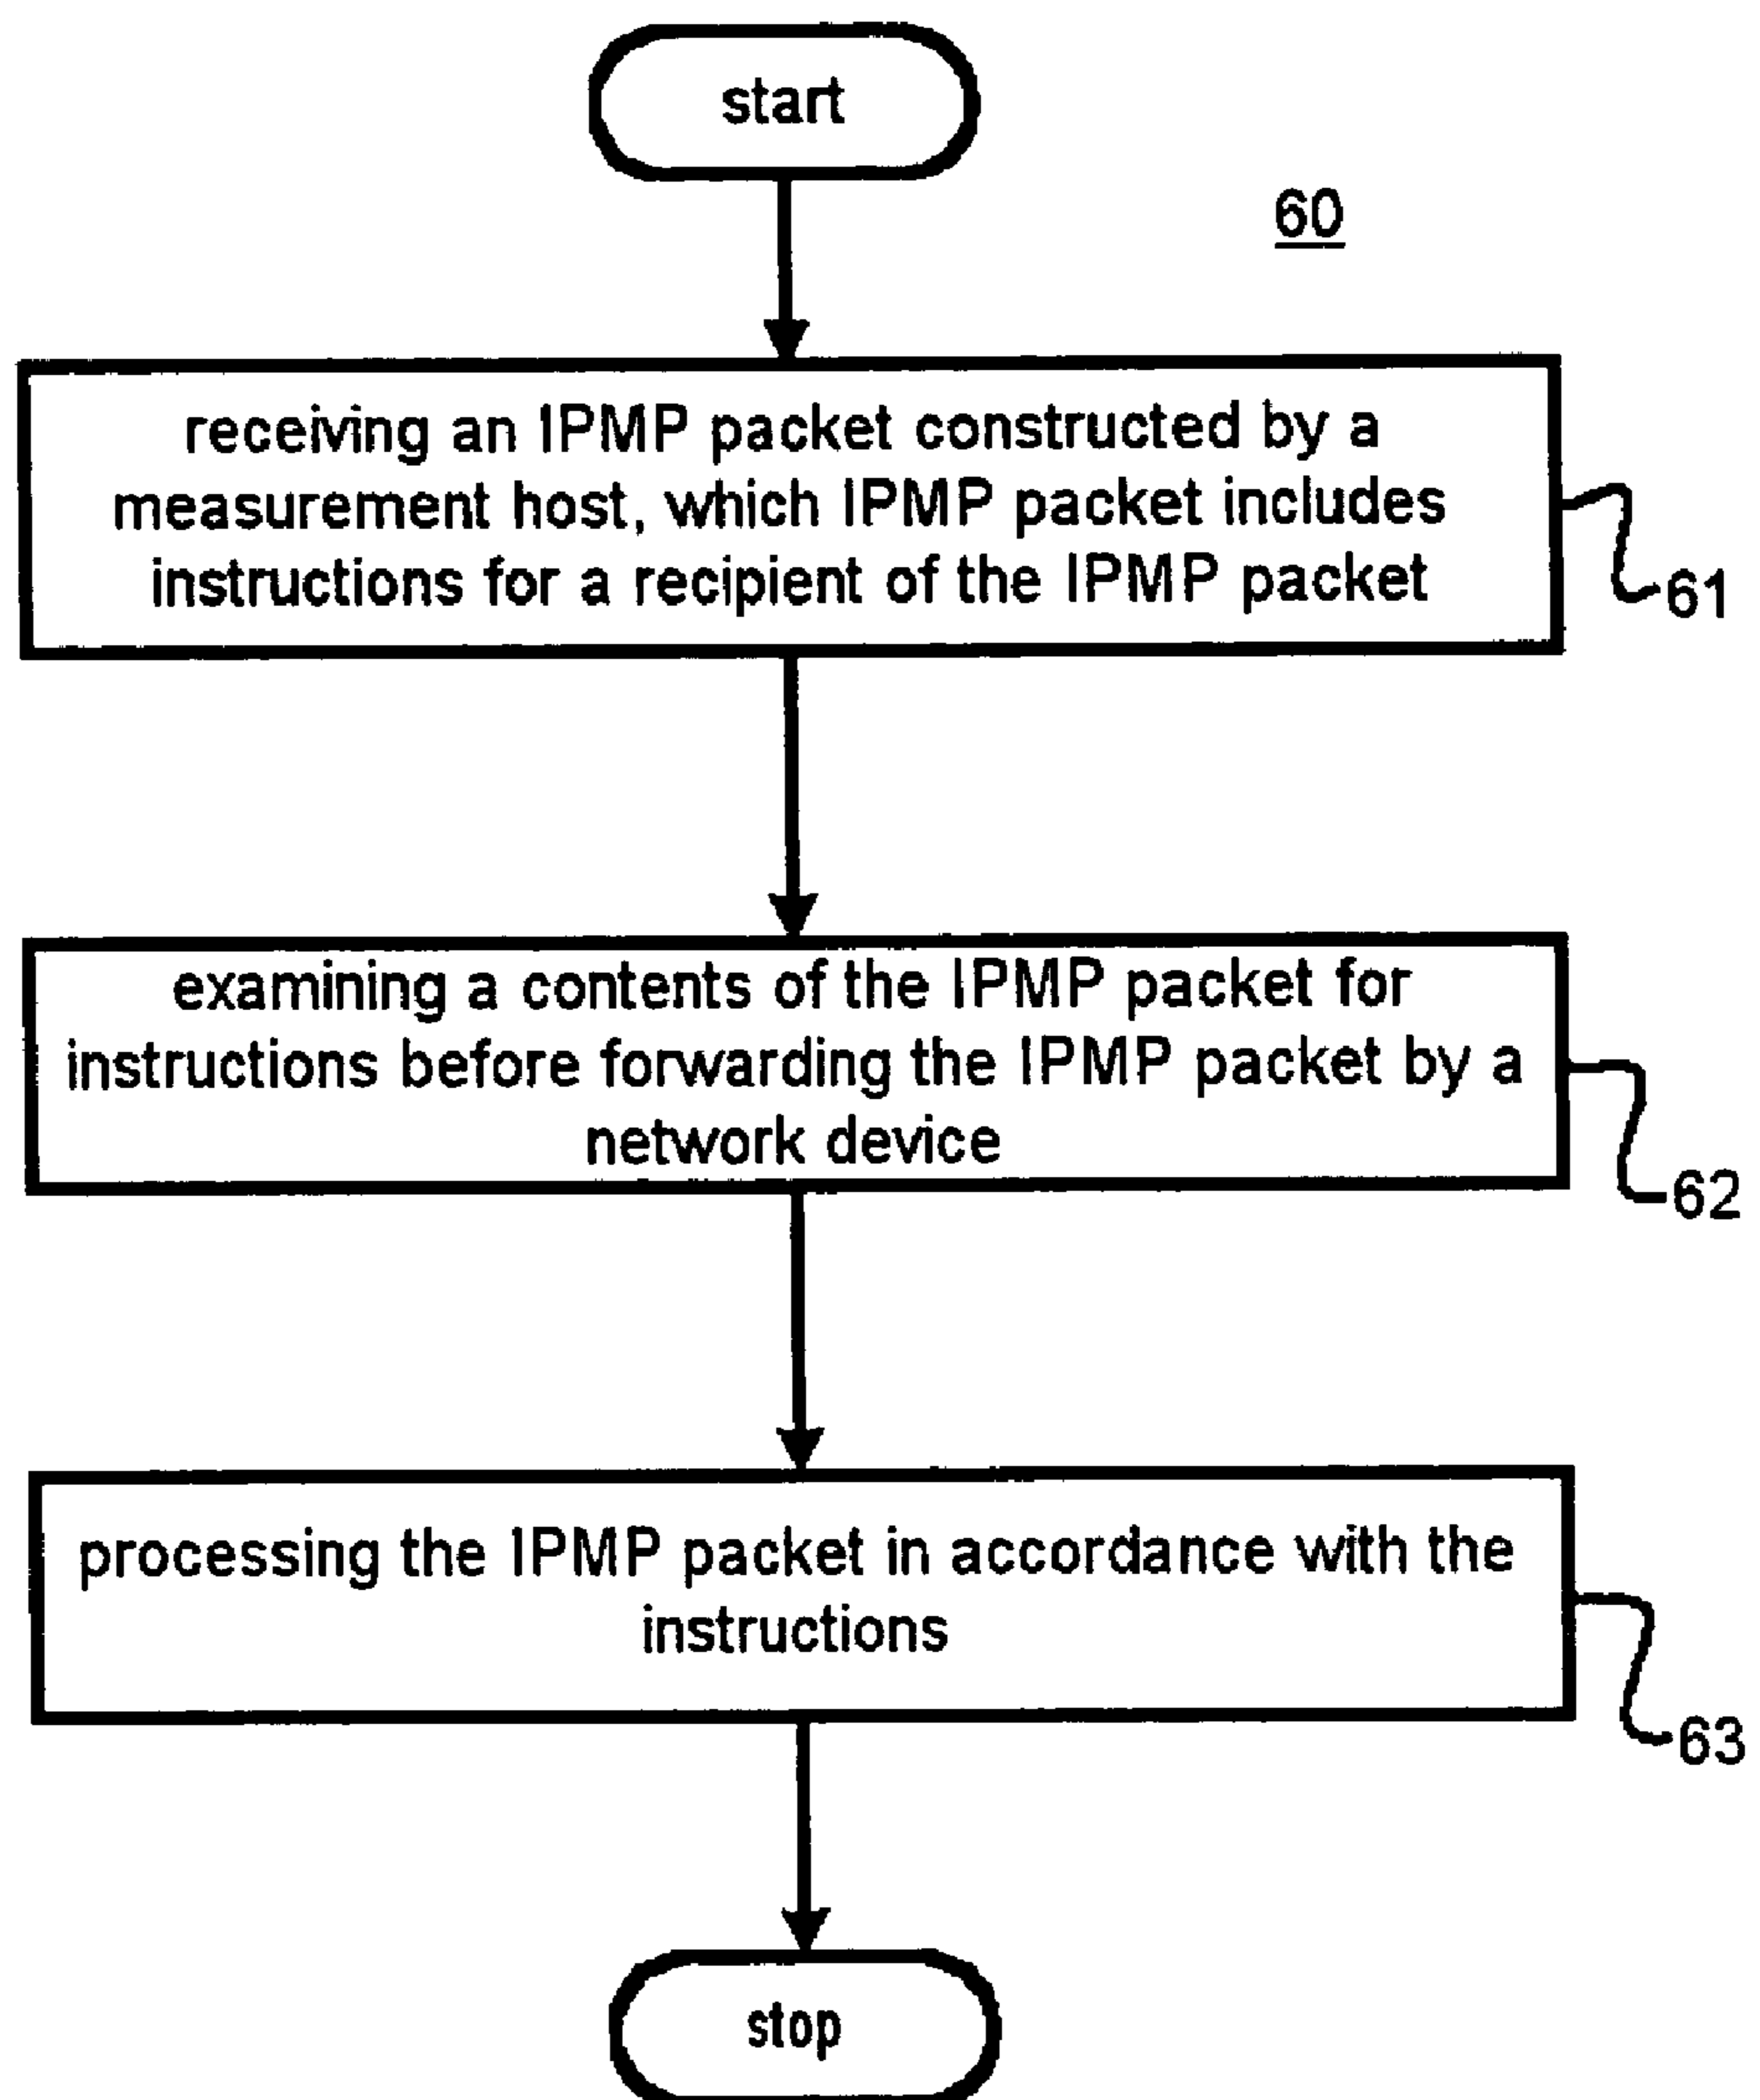 start
60
receiving an IPMP packet constructed by a
measurement host, which IPMP packet includes
instructions for a recipient of the IPMP packet
61
examining a contents of the IPMP packet for
instructions before forwarding the IPMP packet by a
network device
62
processing the IPMP packet in accordance with the
instructions
63
stop